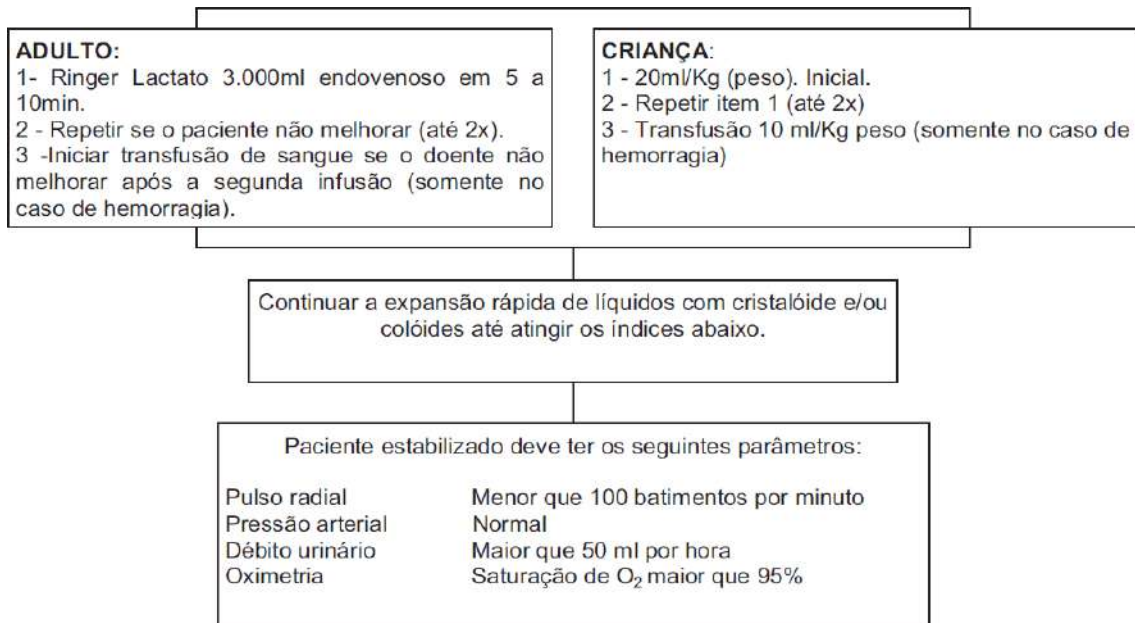 ADULTO:
1- Ringer Lactato 3.000ml endovenoso em 5 a
10min.
2 - Repetir se o paciente não melhorar (até 2x).
3 -Iniciar transfusão de sangue se o doente não
melhorar após a segunda infusão (somente no
caso de hemorragia).
CRIANÇA:
1 - 20ml/Kg (peso). Inicial.
2 - Repetir item 1 (até 2x)
3 - Transfusão 10 ml/Kg peso (somente no caso de
hemorragia)
Continuar a expansão rápida de líquidos com cristalóide e/ou
colóides até atingir os índices abaixo.
Paciente estabilizado deve ter os seguintes parâmetros:
Pulso radial Menor que 100 batimentos por minuto
Pressão arterial Normal
Débito urinário Maior que 50 ml por hora
Oximetria Saturação de O₂ maior que 95%